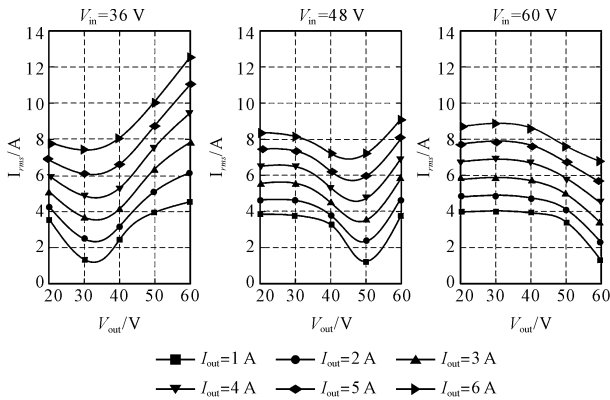 V_in=36 V
V_in=48 V
V_in=60 V
14
12
10
8
6
4
2
0
I_rms/A
20 30 40 50 60
V_out/V
14
12
10
8
6
4
2
0
I_rms/A
20 30 40 50 60
V_out/V
14
12
10
8
6
4
2
0
I_rms/A
20 30 40 50 60
V_out/V
I_out=1 A I_out=2 A I_out=3 A
I_out=4 A I_out=5 A I_out=6 A